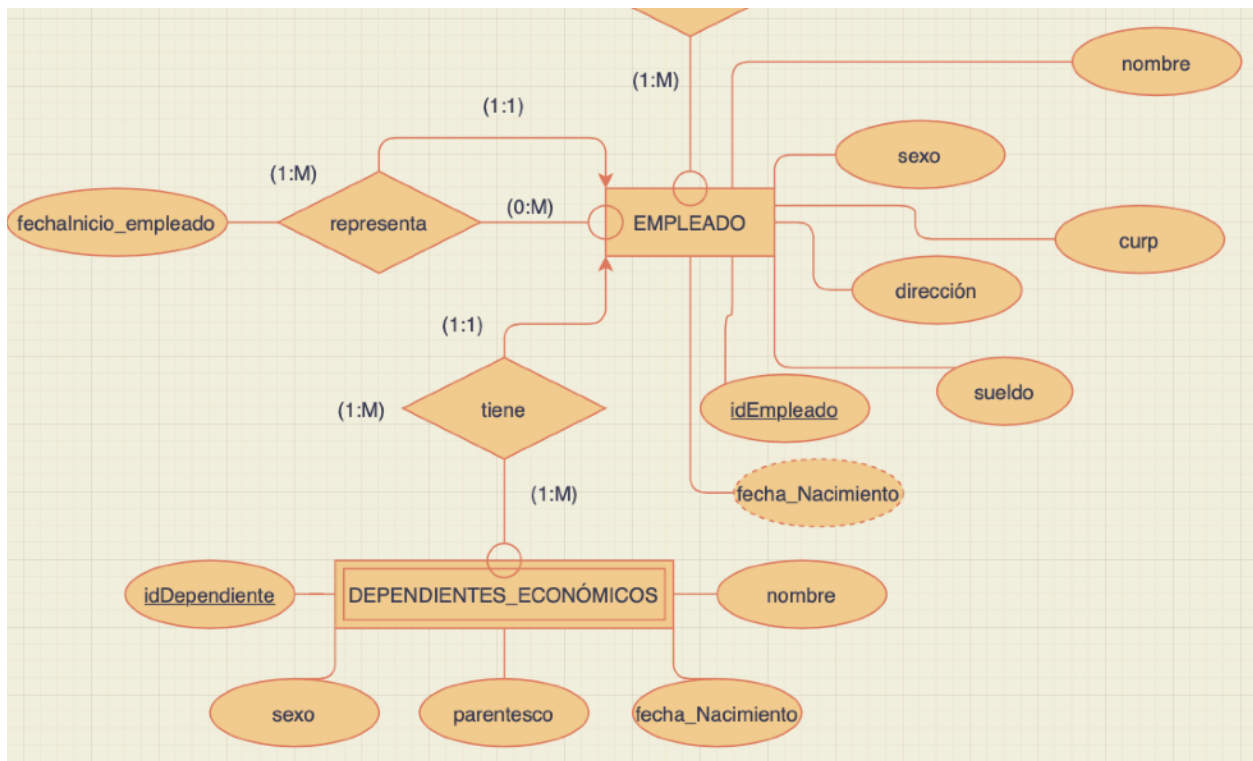 nombre
(1:M)
(1:1)
sexo
(1:M)
(0:M)
fechaInicio_empleado
representa
EMPLEADO
curp
dirección
(1:1)
sueldo
(1:M)
tiene
idEmpleado
fecha_Nacimiento
(1:M)
idDependiente
DEPENDIENTES_ECONÓMICOS
nombre
sexo
parentesco
fecha_Nacimiento